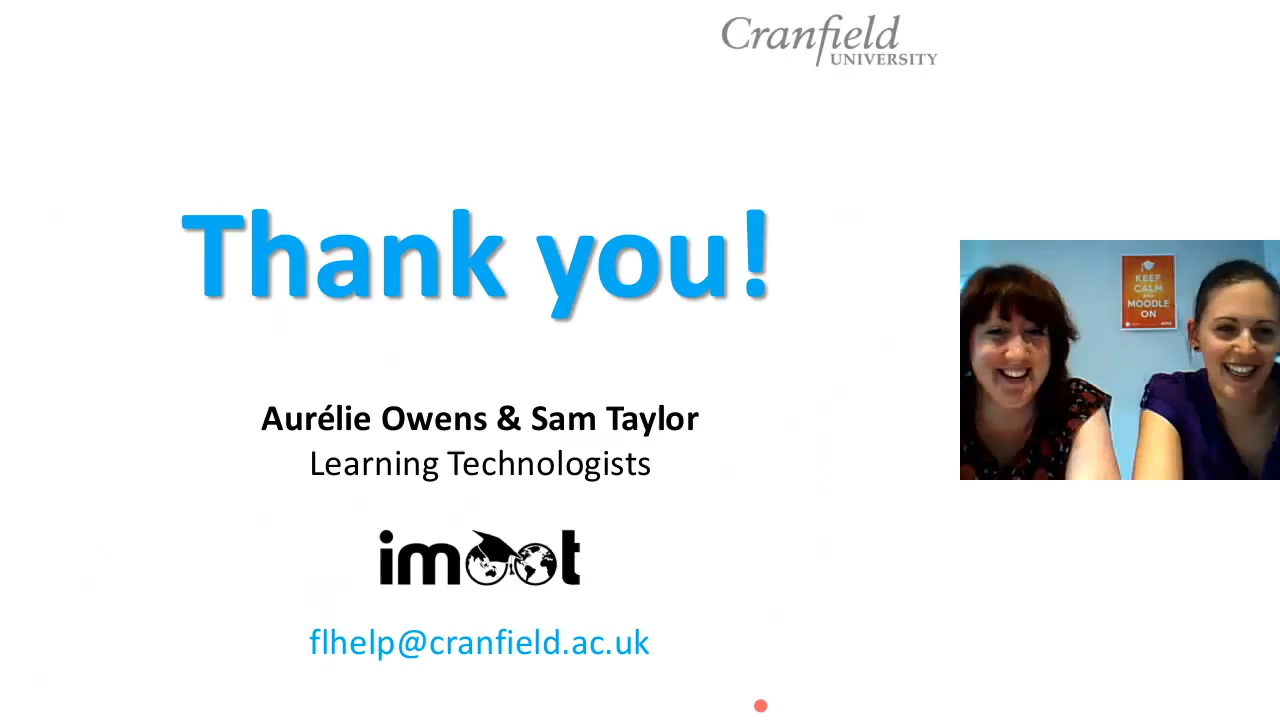 Cranfield
UNIVERSITY
Thank you!
Aurélie Owens & Sam Taylor
Learning Technologists
imoot
flhelp@cranfield.ac.uk
KEEP
CALM
AND
MOODLE
ON